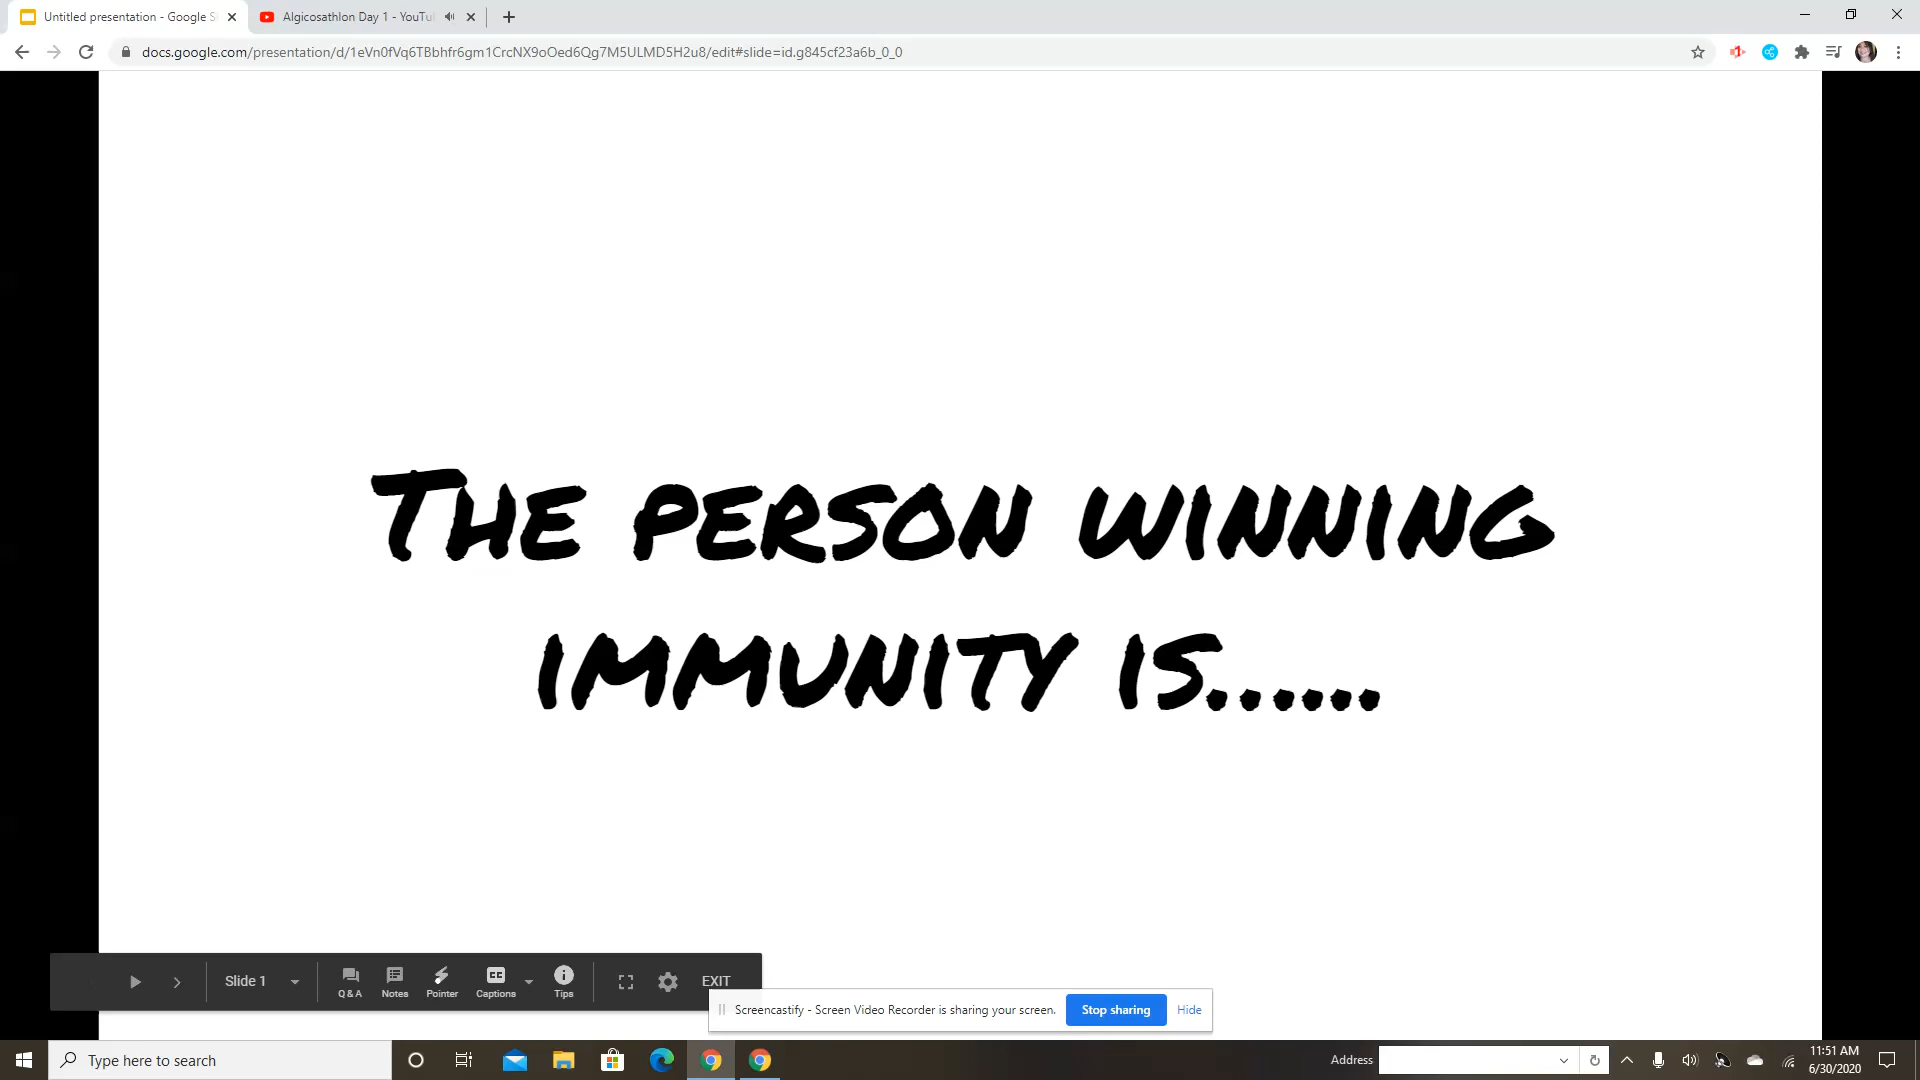 Untitled presentation - Google S
Algicosathlon Day 1 - YouTu
docs.google.com/presentation/d/1eVn0fVq6TBbhfr6gm1CrcNX9oOed6Qg7M5ULMD5H2u8/edit#slide=id.g845cf23a6b_0_0
The person winning
immunity is......
Slide 1
Q & A
Notes
Pointer
Captions
Tips
EXIT
Screencastify - Screen Video Recorder is sharing your screen.
Stop sharing
Hide
Type here to search
Address
11:51 AM
6/30/2020